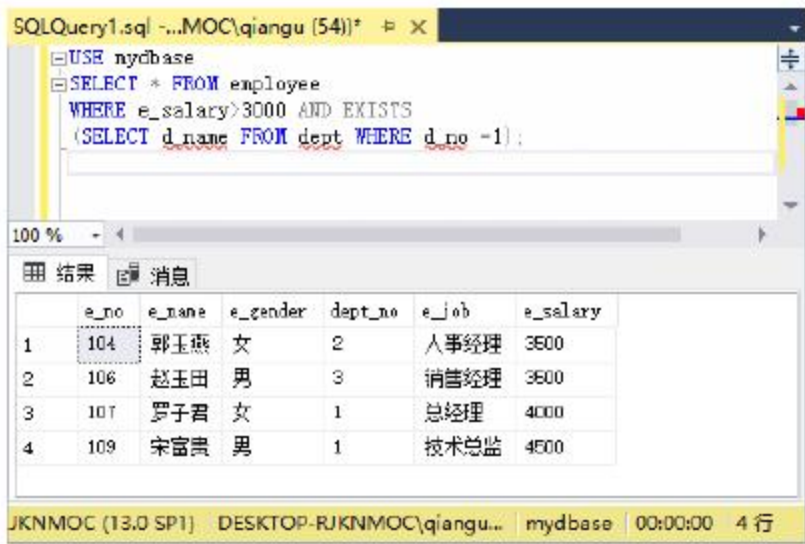 SQLQuery1.sql -...MOC\qiangu (54))* ×
USE mydbase
SELECT * FROM employee
WHERE e_salary>3000 AND EXISTS
(SELECT d_name FROM dept WHERE d_no =1);
100 %
结果 消息
e_no e_name e_gender dept_no e_job e_salary
1 104 郭玉燕 女 2 人事经理 3500
2 106 赵玉田 男 3 销售经理 3500
3 107 罗子君 女 1 总经理 4000
4 109 宋富贵 男 1 技术总监 4500
JKNMOC (13.0 SP1) DESKTOP-RJKNMOC\qiangu... mydbase 00:00:00 4 行